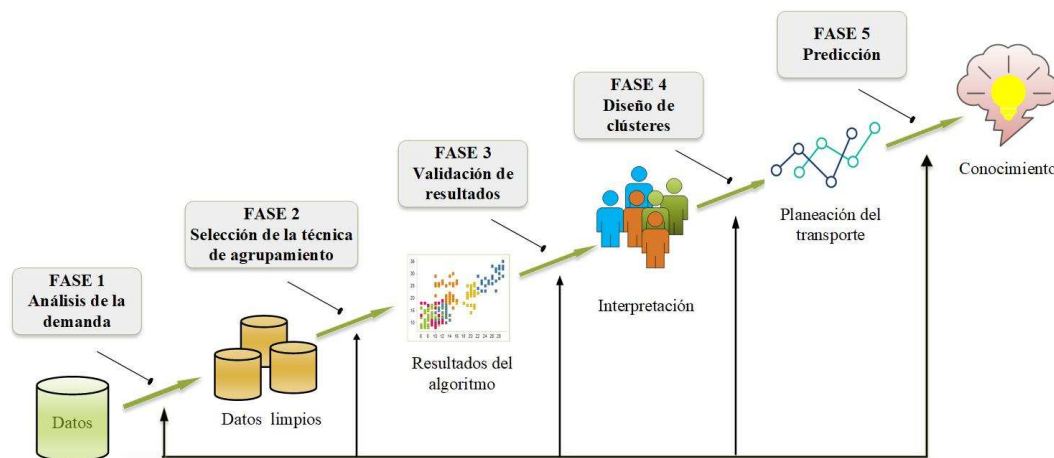 FASE 1
Análisis de la
demanda
Datos
FASE 2
Selección de la técnica
de agrupamiento
Datos limpios
FASE 3
Validación de
resultados
Resultados del
algoritmo
FASE 4
Diseño de
clústeres
Interpretación
FASE 5
Predicción
Planeación del
transporte
Conocimiento